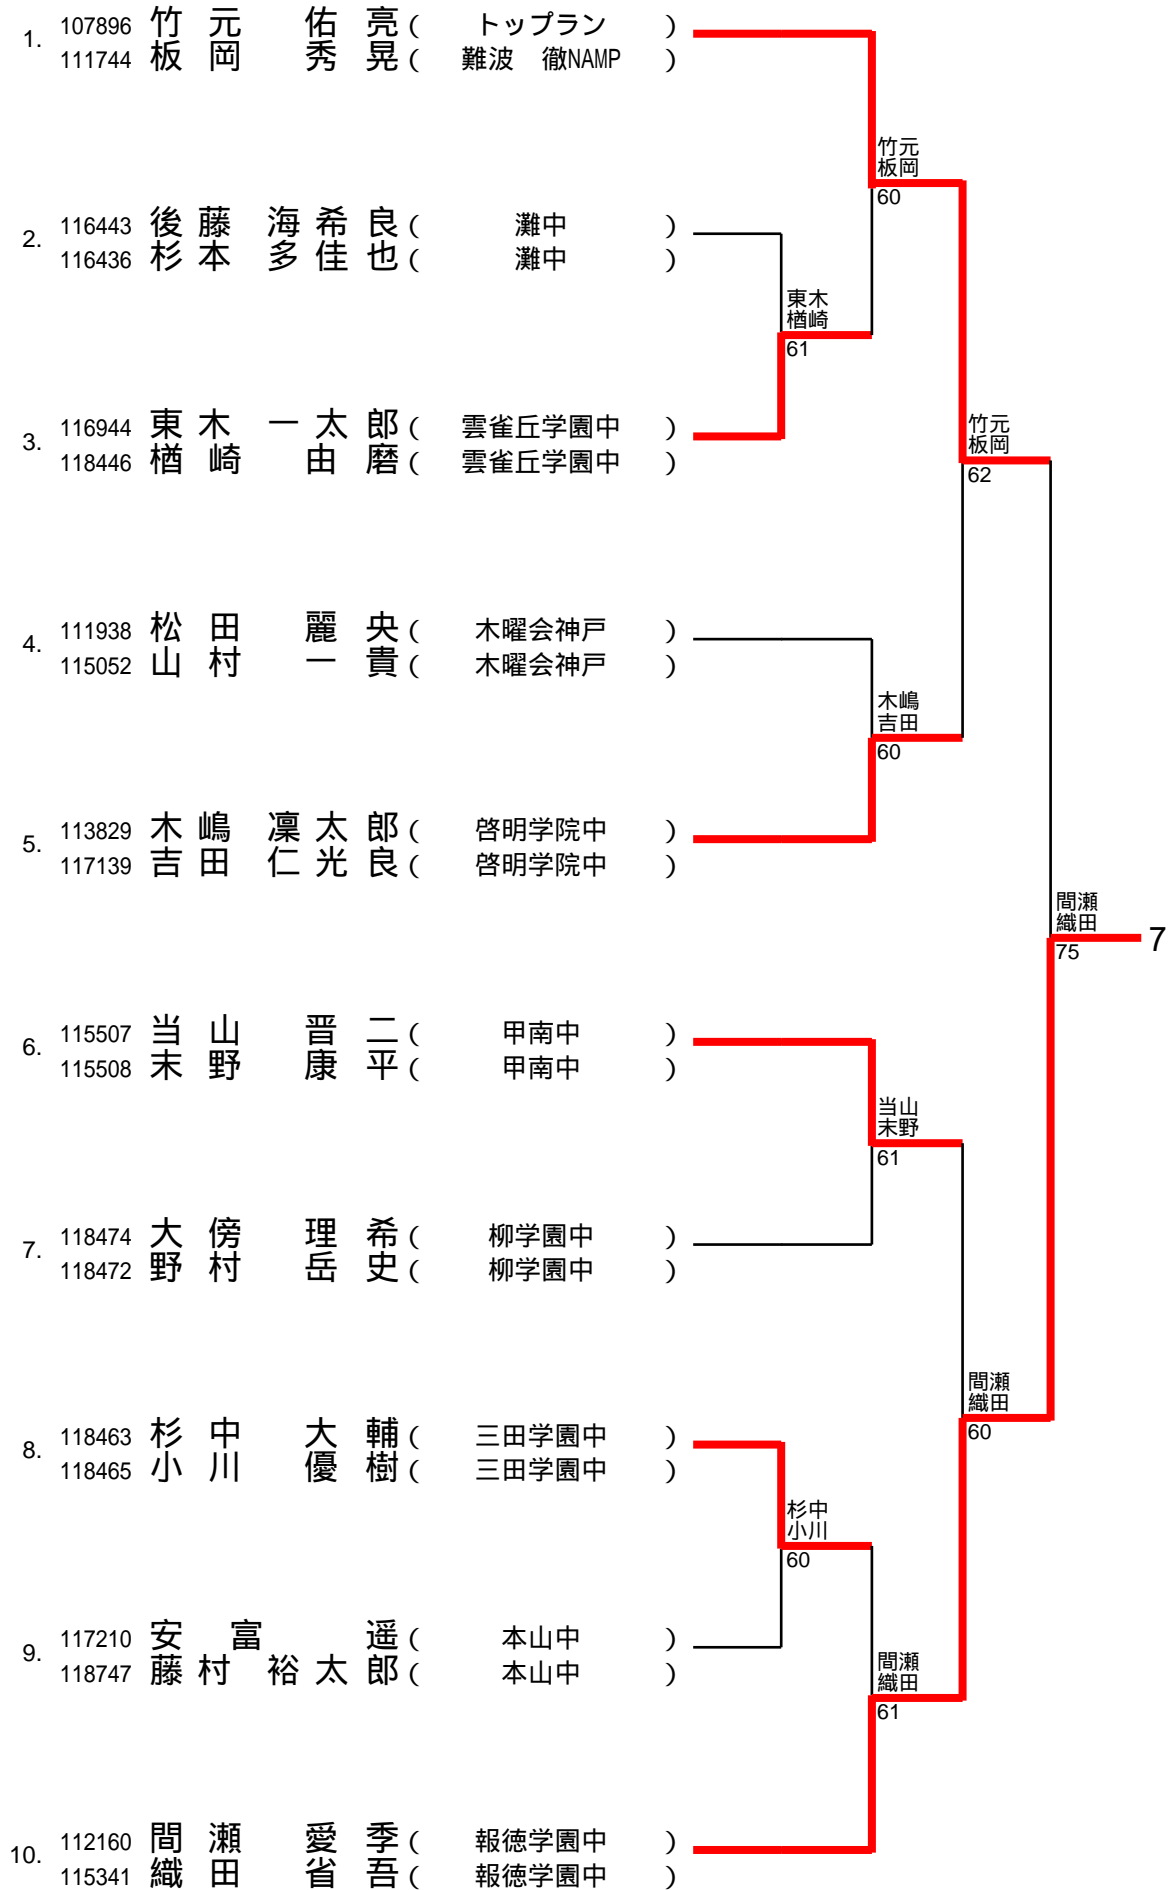 1. 107896 竹元 佑亮 ( トップラン )
111744 板岡 秀晃 ( 難波 徹NAMP )
竹元
板岡
60
2. 116443 後藤 海希良 ( 灘中 )
116436 杉本 多佳也 ( 灘中 )
東木
楢崎
61
3. 116944 東木 一太郎 ( 雲雀丘学園中 )
118446 楢崎 由磨 ( 雲雀丘学園中 )
竹元
板岡
62
4. 111938 松田 麗央 ( 木曜会神戸 )
115052 山村 一貴 ( 木曜会神戸 )
木嶋
吉田
60
5. 113829 木嶋 凜太郎 ( 啓明学院中 )
117139 吉田 仁光良 ( 啓明学院中 )
間瀬
織田
75
7
6. 115507 当山 晋二 ( 甲南中 )
115508 末野 康平 ( 甲南中 )
当山
末野
61
7. 118474 大傍 理希 ( 柳学園中 )
118472 野村 岳史 ( 柳学園中 )
間瀬
織田
60
8. 118463 杉中 大輔 ( 三田学園中 )
118465 小川 優樹 ( 三田学園中 )
杉中
小川
60
9. 117210 安富 遥 ( 本山中 )
118747 藤村 裕太郎 ( 本山中 )
間瀬
織田
61
10. 112160 間瀬 愛季 ( 報徳学園中 )
115341 織田 省吾 ( 報徳学園中 )